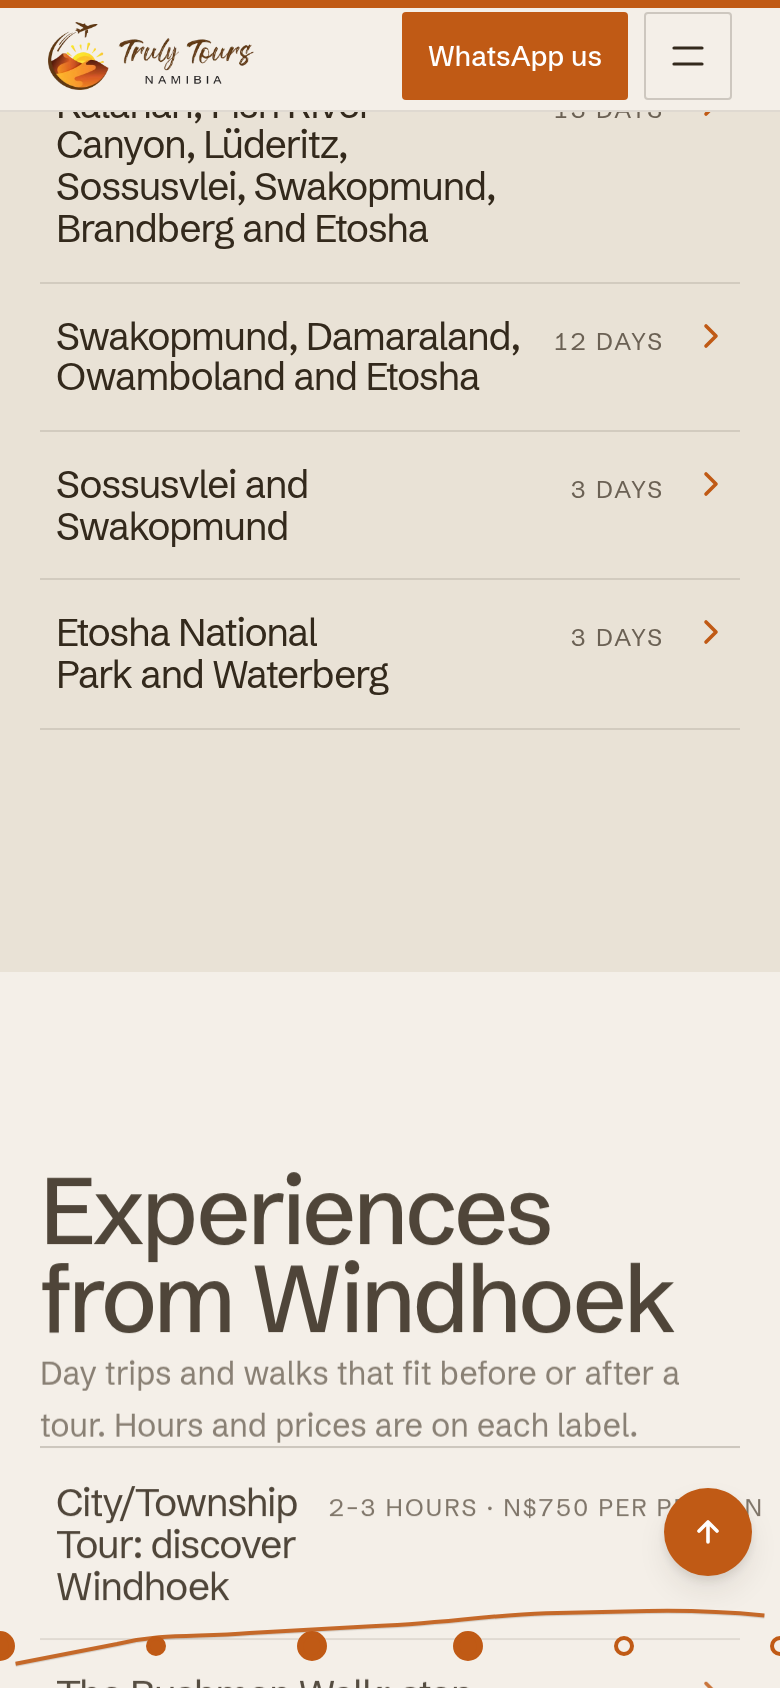 Truly Tours
NAMIBIA
WhatsApp us
Canyon, Lüderitz,
Sossusvlei, Swakopmund,
Brandberg and Etosha
Swakopmund, Damaraland,
Owamboland and Etosha
12 DAYS
Sossusvlei and
Swakopmund
3 DAYS
Etosha National
Park and Waterberg
3 DAYS
Experiences
from Windhoek
Day trips and walks that fit before or after a
tour. Hours and prices are on each label.
City/Township
Tour: discover
Windhoek
2–3 HOURS · N$750 PER